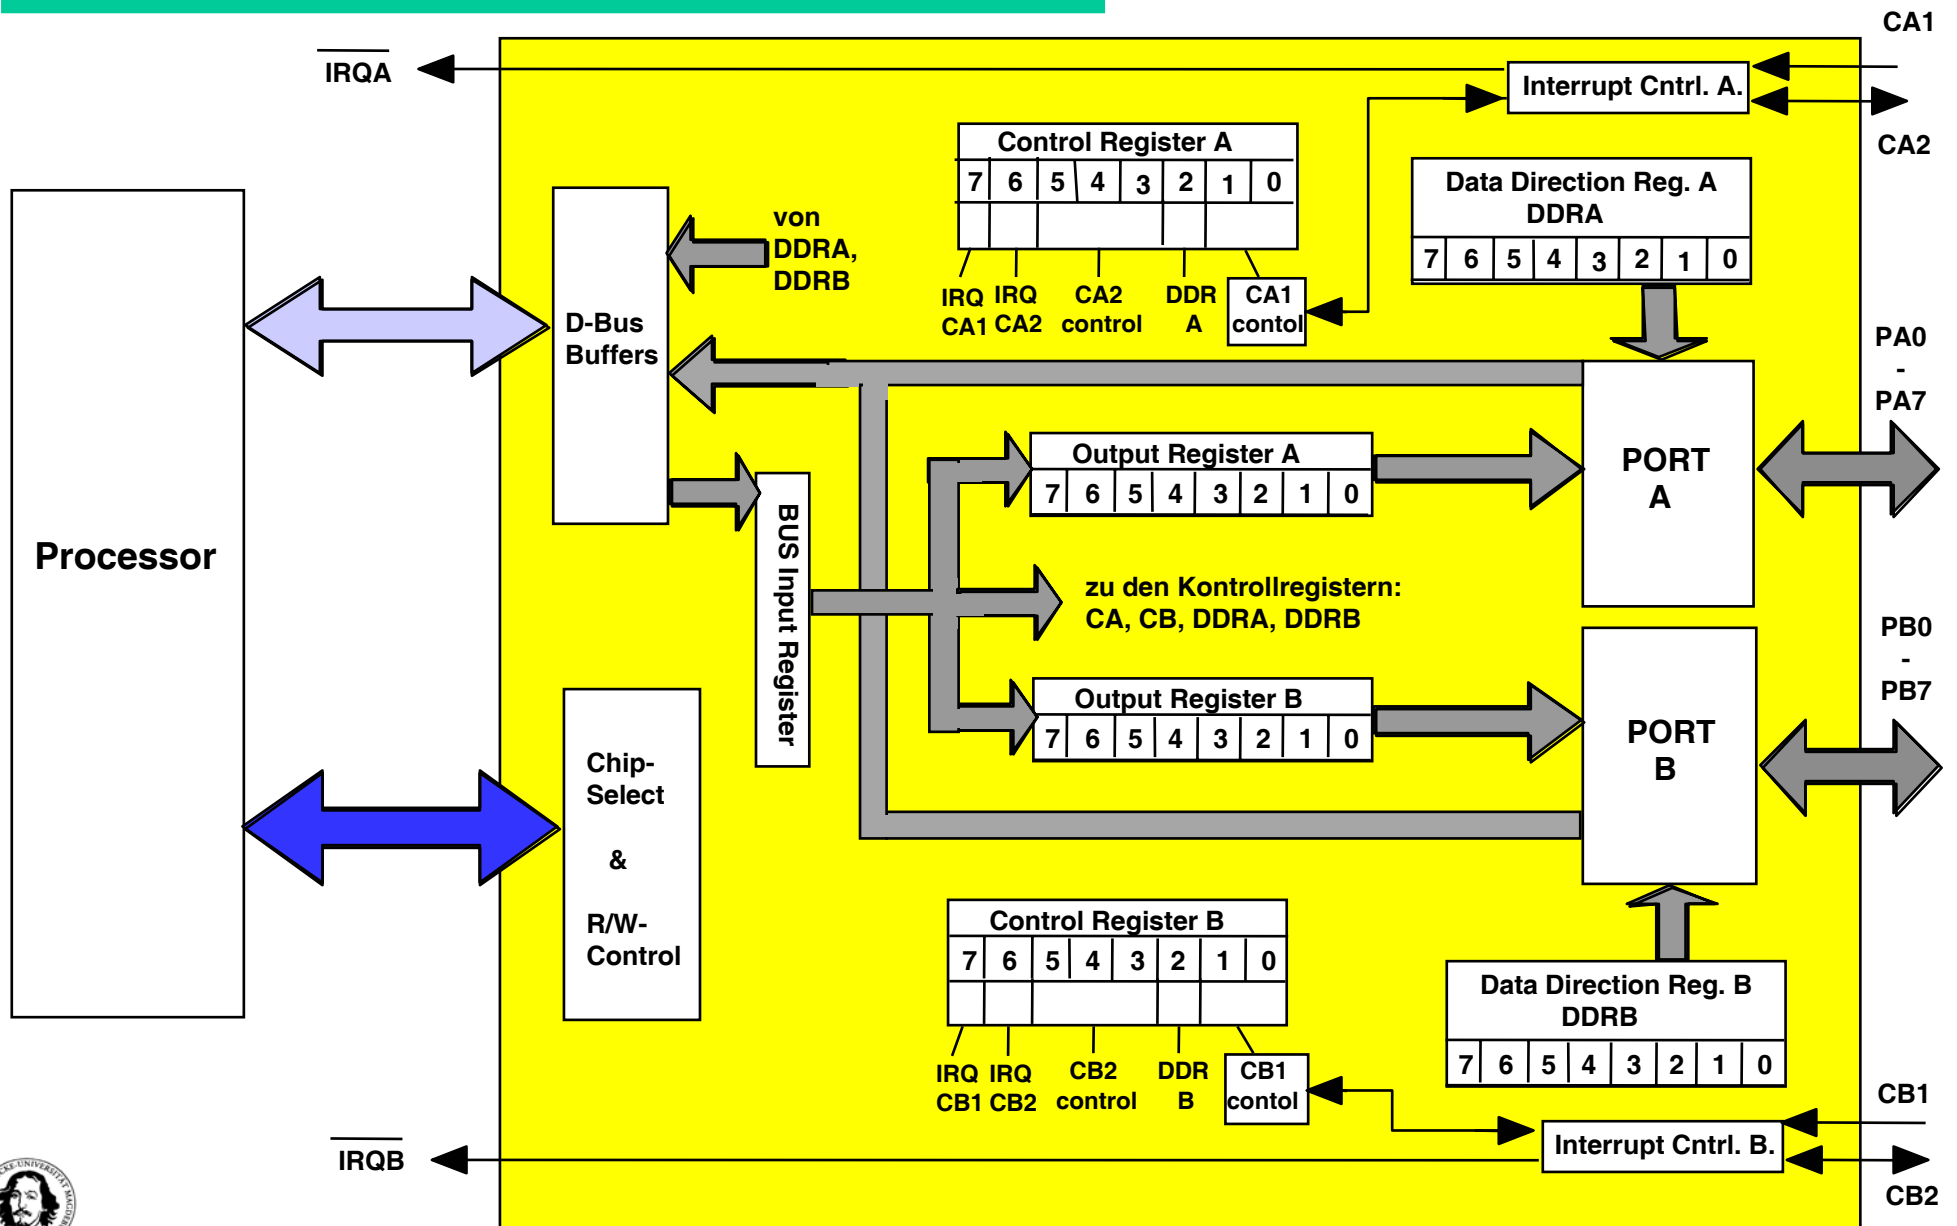 CA1
IRQA
Interrupt Cntrl. A.
CA2
Control Register A
7 6 5 4 3 2 1 0
IRQ CA1
IRQ CA2
CA2 control
DDR A
CA1 contol
Data Direction Reg. A
DDRA
7 6 5 4 3 2 1 0
von
DDRA,
DDRB
D-Bus
Buffers
PA0
-
PA7
Output Register A
7 6 5 4 3 2 1 0
PORT
A
Processor
BUS Input Register
zu den Kontrollregistern:
CA, CB, DDRA, DDRB
PB0
-
PB7
Output Register B
7 6 5 4 3 2 1 0
PORT
B
Chip-
Select
&
R/W-
Control
Control Register B
7 6 5 4 3 2 1 0
IRQ CB1
IRQ CB2
CB2 control
DDR B
CB1 contol
Data Direction Reg. B
DDRB
7 6 5 4 3 2 1 0
CB1
Interrupt Cntrl. B.
IRQB
CB2